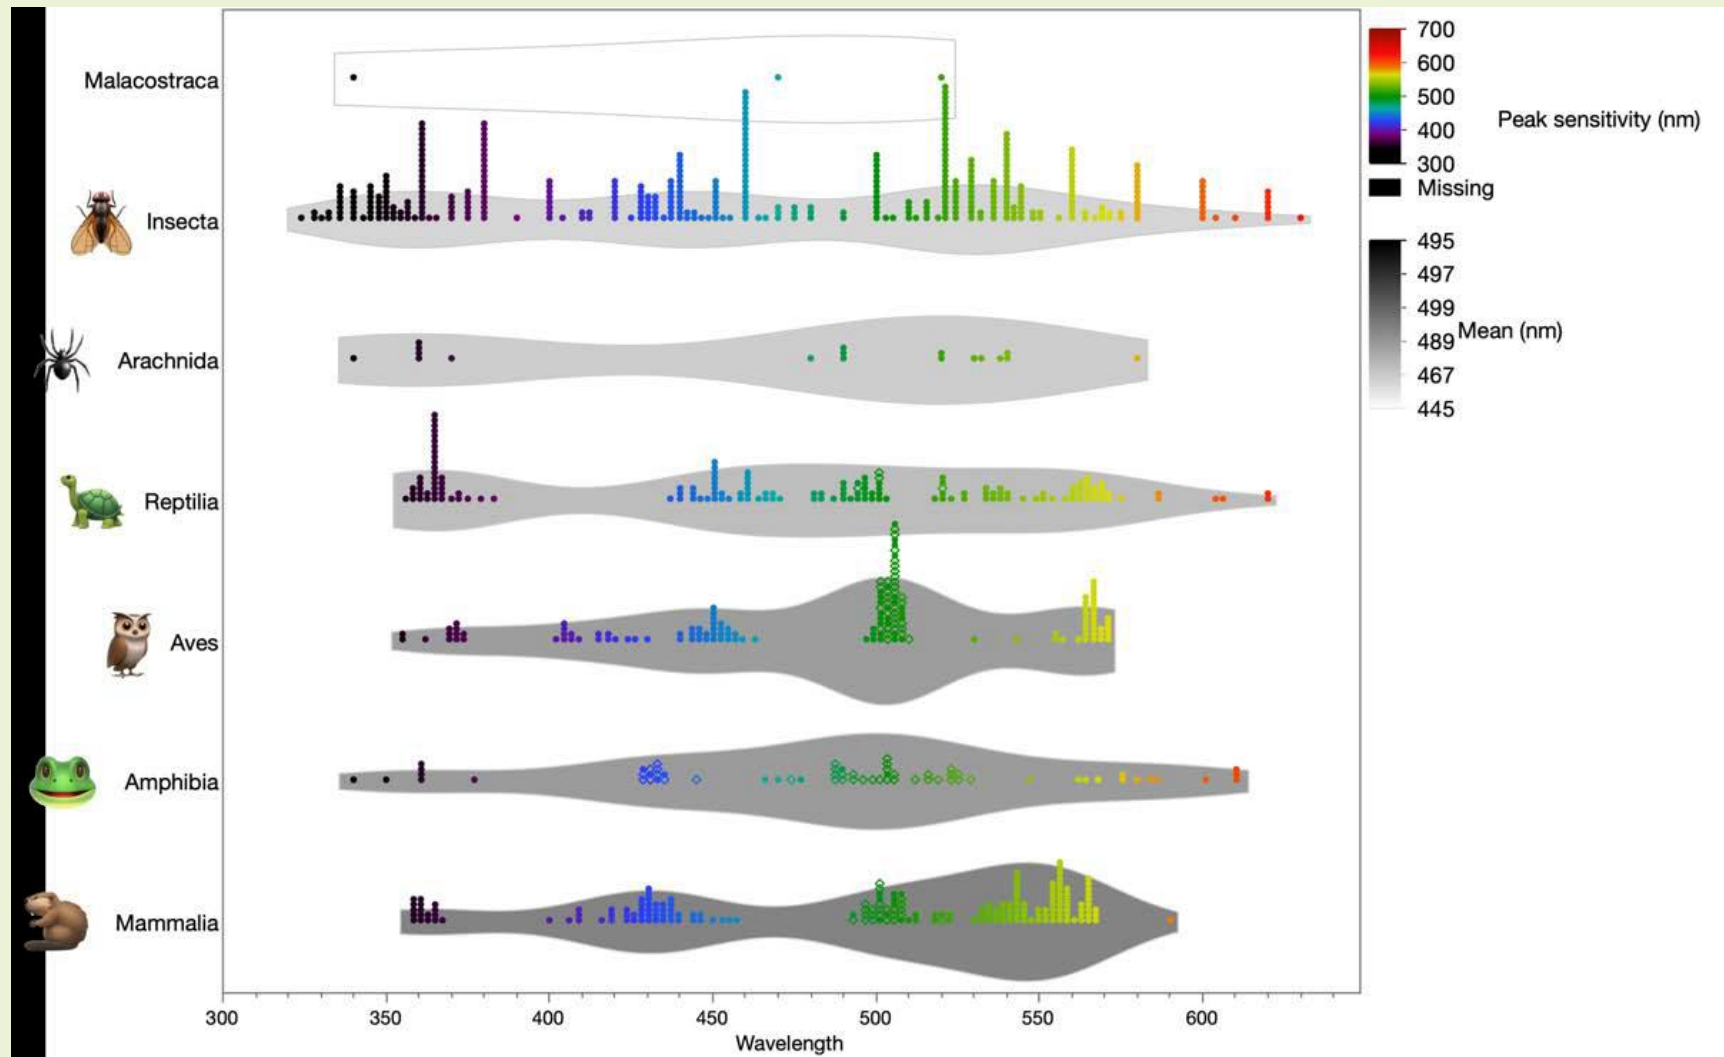 Malacostraca
Insecta
Arachnida
Reptilia
Aves
Amphibia
Mammalia
300 350 400 450 500 550 600
Wavelength
700
600
500
400
300
Peak sensitivity (nm)
Missing
495
497
499
489
467
445
Mean (nm)